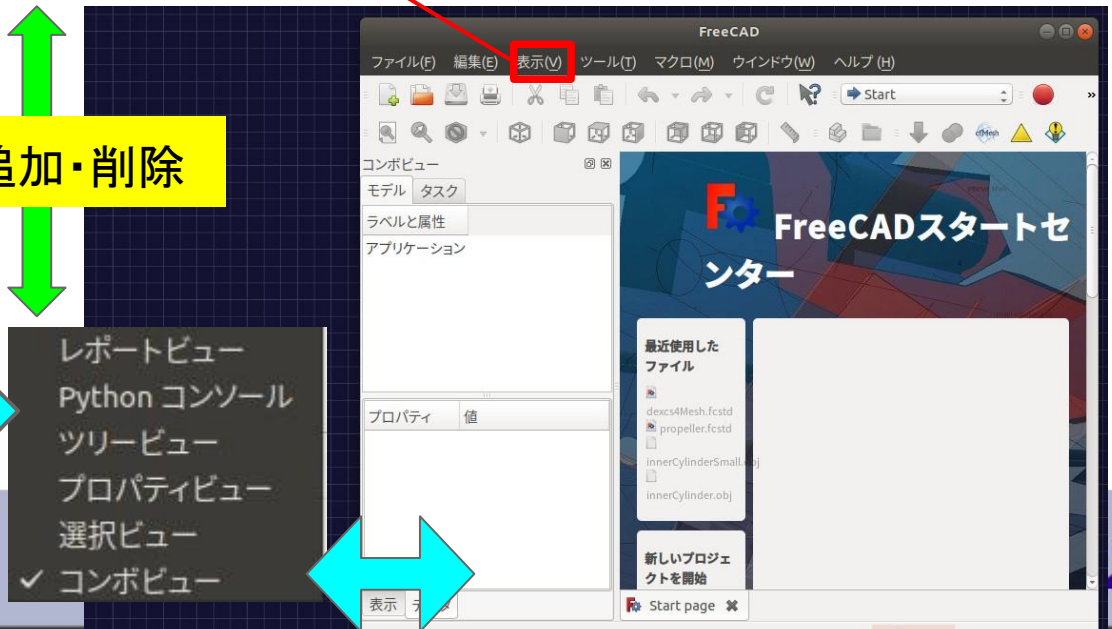 FreeCAD
ファイル(F) 編集(E) 表示(V) ツール(T) マクロ(M) ウインドウ(W) ヘルプ (H)
Start
cfMesh
追加・削除
コンボビュー
モデル タスク
ラベルと属性
アプリケーション
FreeCADスタートセ
ンター
最近使用した
ファイル
dexcs4Mesh.fcstd
propeller.fcstd
innerCylinderSmall.obj
innerCylinder.obj
新しいプロジェ
クトを開始
プロパティ 値
レポートビュー
Python コンソール
ツリービュー
プロパティビュー
選択ビュー
✓ コンボビュー
表示
Start page